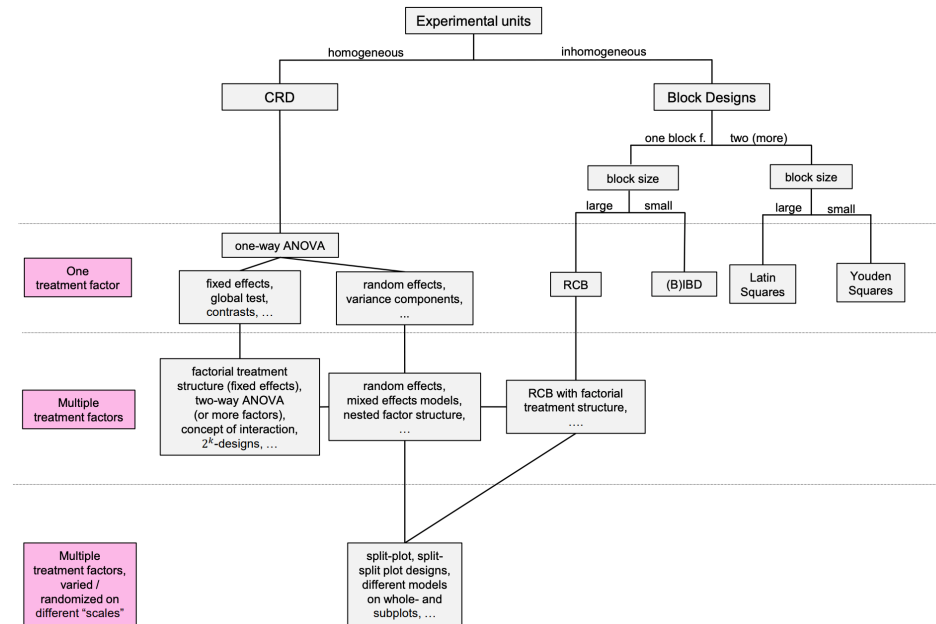 Experimental units
homogeneous
inhomogeneous
CRD
Block Designs
one block f.
two (more)
block size
block size
large
small
large
small
one-way ANOVA
One
treatment factor
fixed effects,
global test,
contrasts, …
random effects,
variance components,
...
RCB
(B)IBD
Latin
Squares
Youden
Squares
Multiple
treatment factors
factorial treatment
structure (fixed effects),
two-way ANOVA
(or more factors),
concept of interaction,
2^k-designs, …
random effects,
mixed effects models,
nested factor structure,
…
RCB with factorial
treatment structure,
….
Multiple
treatment factors,
varied /
randomized on
different “scales”
split-plot, split-
split plot designs,
different models
on whole- and
subplots, …